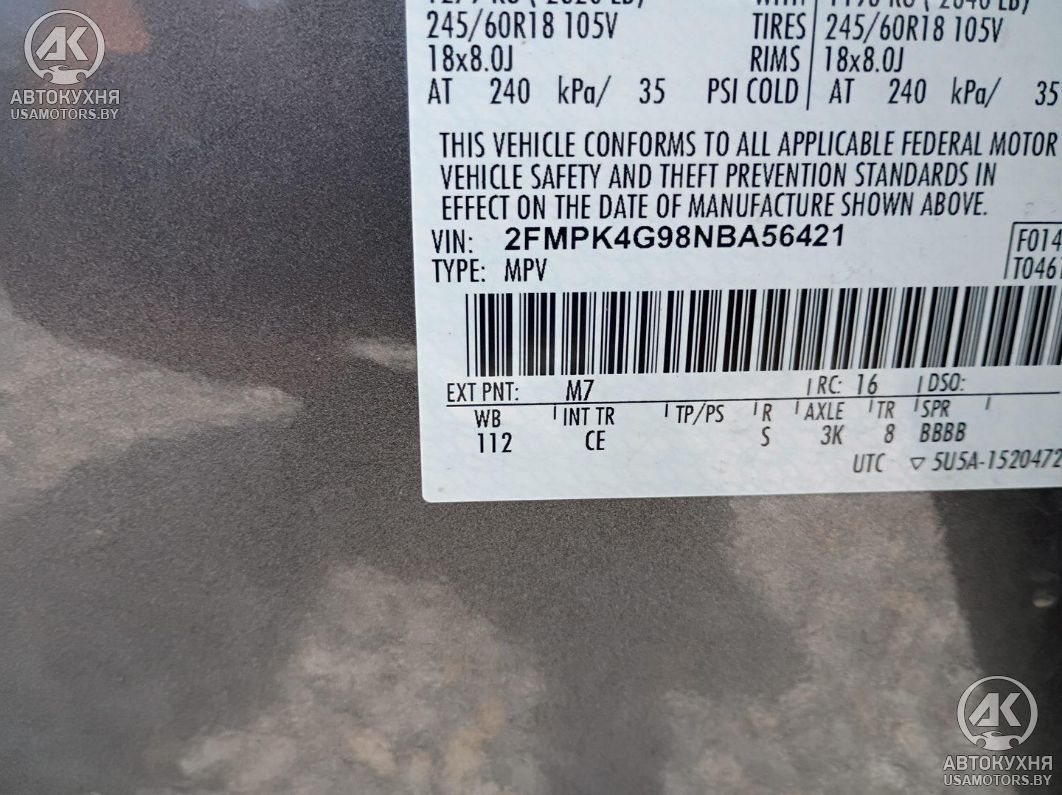 AK
АВТОКУХНЯ
USAMOTORS.BY
245/60R18 105V TIRES 245/60R18 105V
18x8.0J RIMS 18x8.0J
AT 240 kPa/ 35 PSI COLD AT 240 kPa/ 35
THIS VEHICLE CONFORMS TO ALL APPLICABLE FEDERAL MOTOR
VEHICLE SAFETY AND THEFT PREVENTION STANDARDS IN
EFFECT ON THE DATE OF MANUFACTURE SHOWN ABOVE.
VIN: 2FMPK4G98NBA56421 F014
TYPE: MPV T046
EXT PNT: M7 RC: 16 DSO:
WB INT TR TP/PS R AXLE TR SPR
112 CE S 3K 8 BBBB
UTC ▽ 5U5A-1520472
AK
АВТОКУХНЯ
USAMOTORS.BY